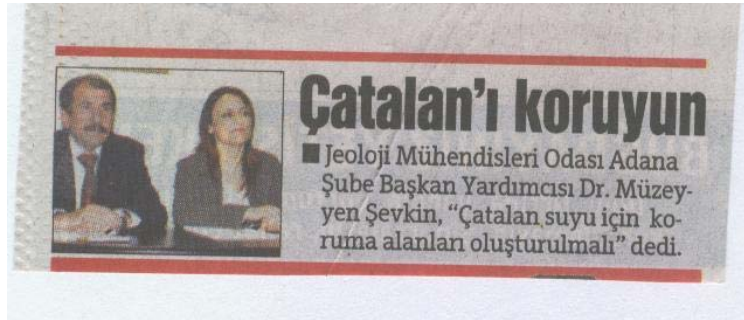 Çatalan’ı koruyun
■ Jeoloji Mühendisleri Odası Adana
Şube Başkan Yardımcısı Dr. Müzey-
yen Şevkin, “Çatalan suyu için ko-
ruma alanları oluşturulmalı” dedi.